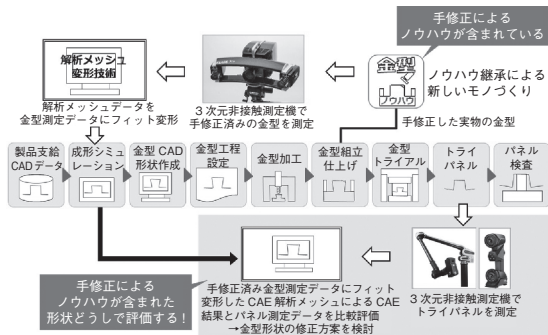 手修正による
ノウハウが含まれている
解析メッシュ
変形技術
金型
ノウハウ
ノウハウ継承による
新しいモノづくり
解析メッシュデータを
金型測定データにフィット変形
3次元非接触測定機で
手修正済みの金型を測定
手修正した実物の金型
製品支給
CADデータ
成形シミュ
レーション
金型CAD
形状作成
金型工程
設定
金型加工
金型組立
仕上げ
金型
トライアル
トライ
パネル
パネル
検査
手修正による
ノウハウが含まれた
形状どうしで評価する!
手修正済み金型測定データにフィット
変形したCAE解析メッシュによるCAE
結果とパネル測定データを比較評価
→金型形状の修正方案を検討
3次元非接触測定機で
トライパネルを測定